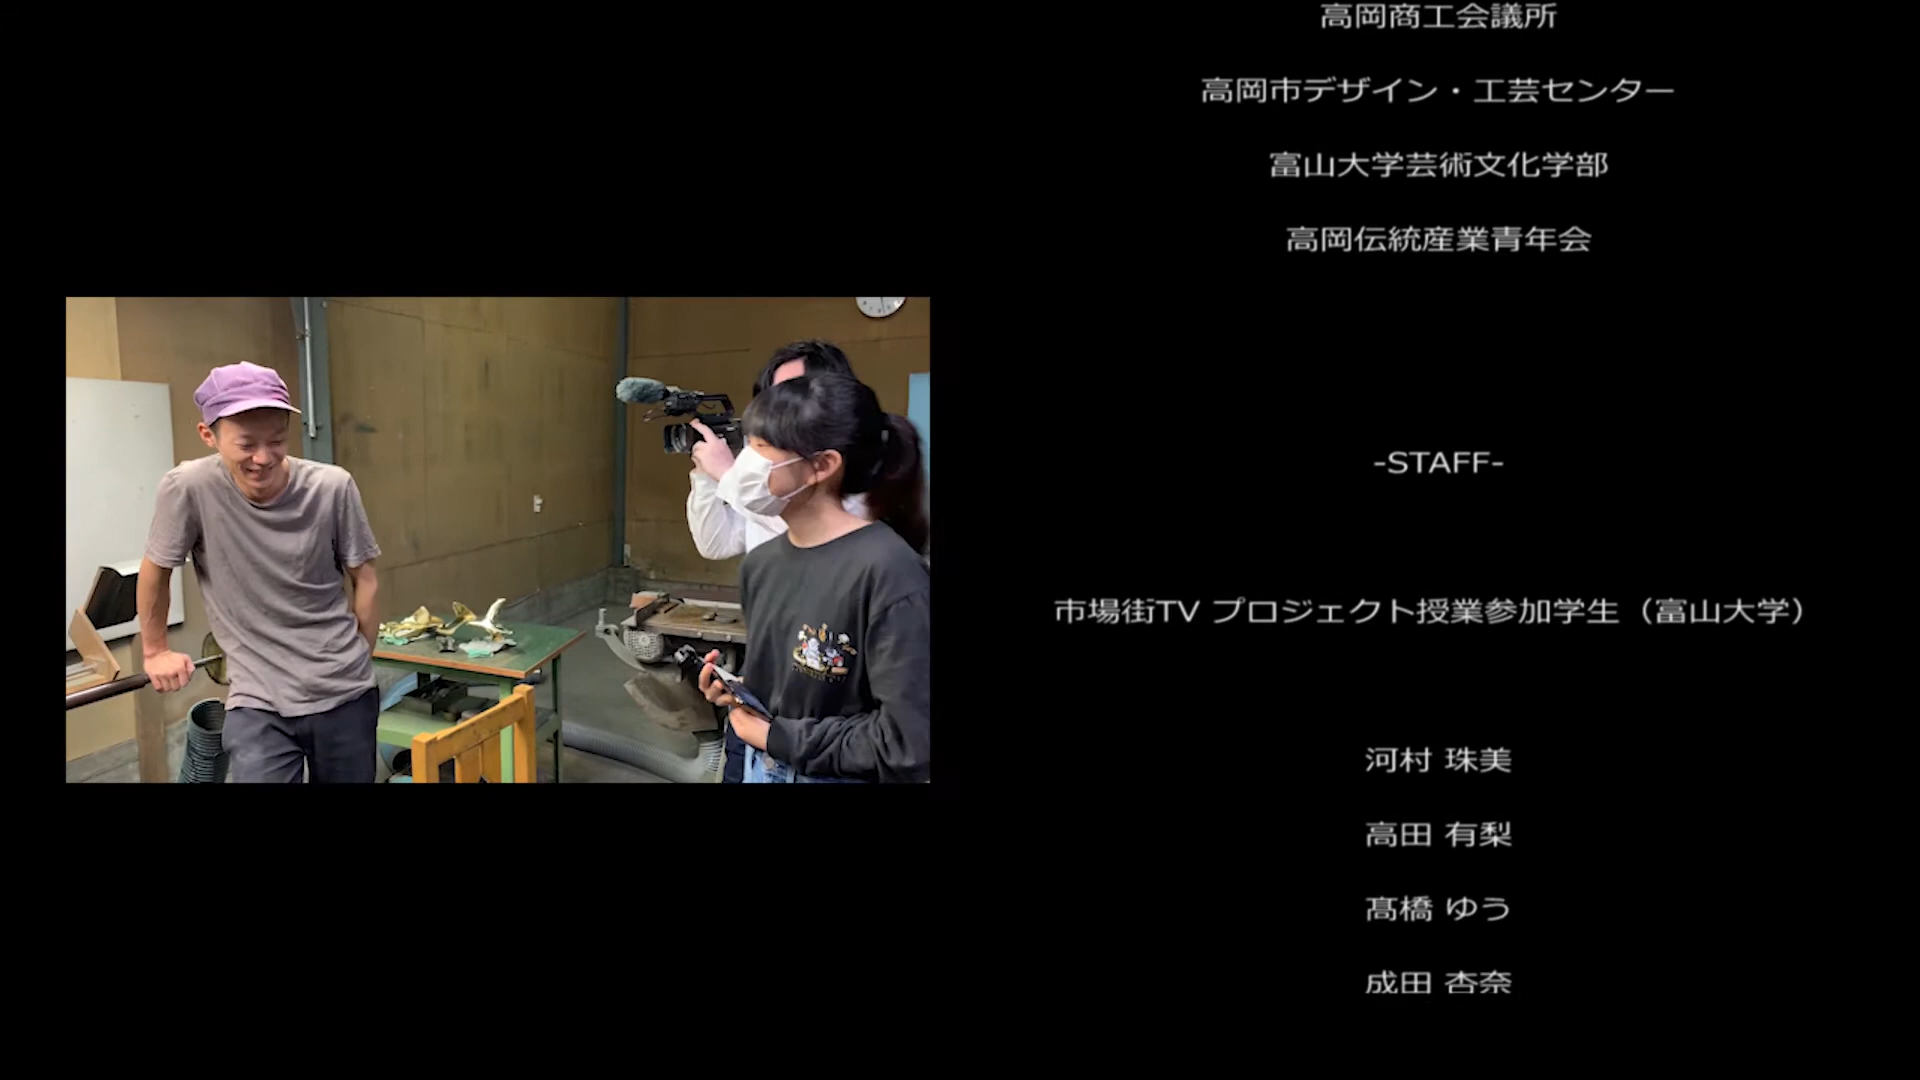 高岡商工会議所
高岡市デザイン・工芸センター
富山大学芸術文化学部
高岡伝統産業青年会
-STAFF-
市場街TV プロジェクト授業参加学生（富山大学）
河村 珠美
高田 有梨
髙橋 ゆう
成田 杏奈